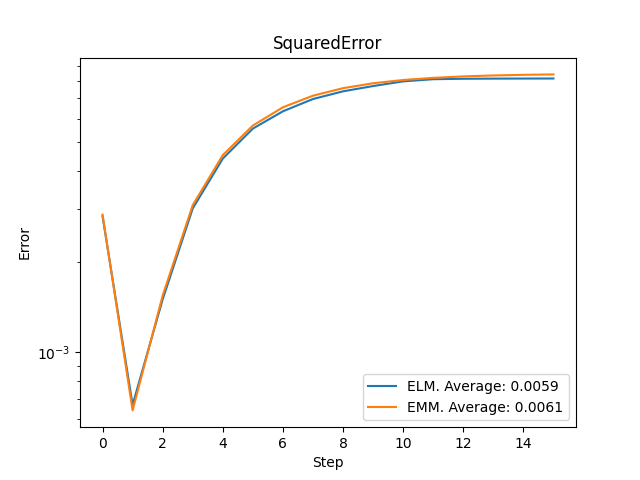 SquaredError
Error
10⁻³
0 2 4 6 8 10 12 14
Step
ELM. Average: 0.0059
EMM. Average: 0.0061